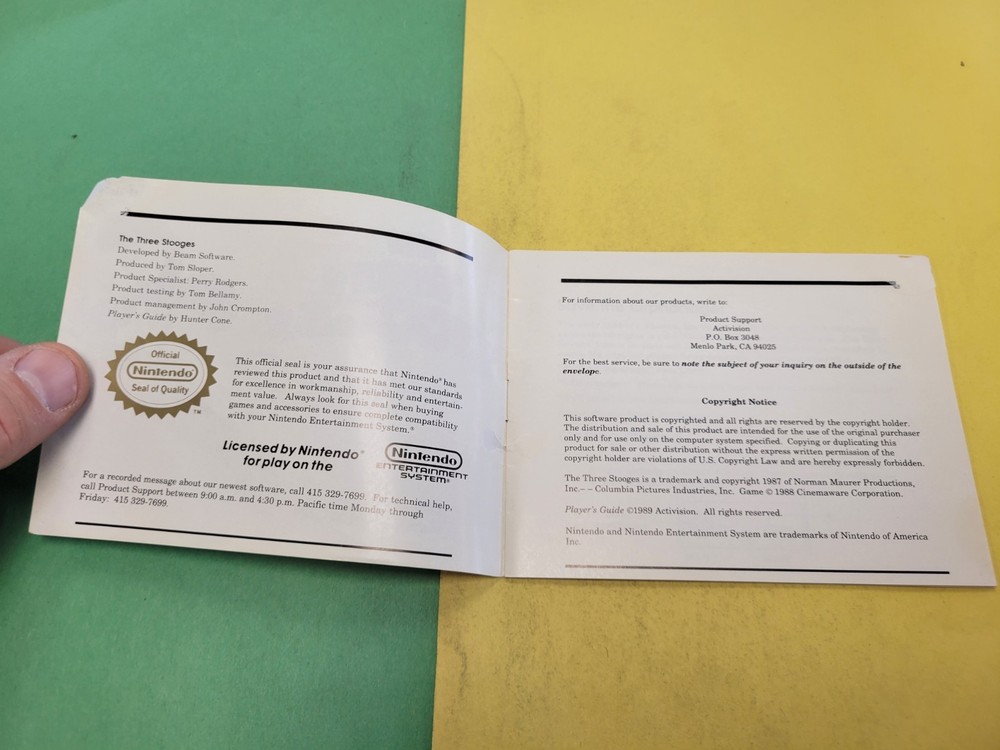 The Three Stooges
Developed by Beam Software.
Produced by Tom Sloper.
Product Specialist: Perry Rodgers.
Product testing by Tom Bellamy.
Product management by John Crompton.
Player's Guide by Hunter Cone.
Official
Nintendo®
Seal of Quality
TM
This official seal is your assurance that Nintendo® has
reviewed this product and that it has met our standards
for excellence in workmanship, reliability and entertain-
ment value. Always look for this seal when buying
games and accessories to ensure complete compatibility
with your Nintendo Entertainment System.®
Licensed by Nintendo®
for play on the
Nintendo
ENTERTAINMENT
SYSTEM®
For a recorded message about our newest software, call 415 329-7699. For technical help,
call Product Support between 9:00 a.m. and 4:30 p.m. Pacific time Monday through
Friday: 415 329-7699.
For information about our products, write to:
Product Support
Activision
P.O. Box 3048
Menlo Park, CA 94025
For the best service, be sure to note the subject of your inquiry on the outside of the
envelope.
Copyright Notice
This software product is copyrighted and all rights are reserved by the copyright holder.
The distribution and sale of this product are intended for the use of the original purchaser
only and for use only on the computer system specified. Copying or duplicating this
product for sale or other distribution without the express written permission of the
copyright holder are violations of U.S. Copyright Law and are hereby expressly forbidden.
The Three Stooges is a trademark and copyright 1987 of Norman Maurer Productions,
Inc.-- Columbia Pictures Industries, Inc. Game © 1988 Cinemaware Corporation.
Player's Guide ©1989 Activision. All rights reserved.
Nintendo and Nintendo Entertainment System are trademarks of Nintendo of America
Inc.